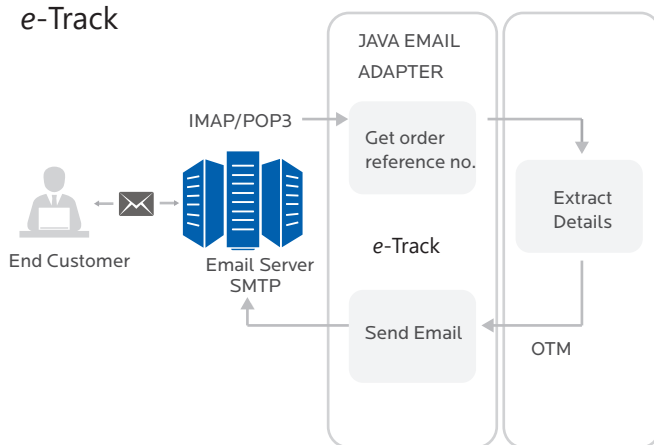 e-Track
JAVA EMAIL
ADAPTER
IMAP/POP3
Get order
reference no.
Extract
Details
End Customer
Email Server
SMTP
e-Track
Send Email
OTM